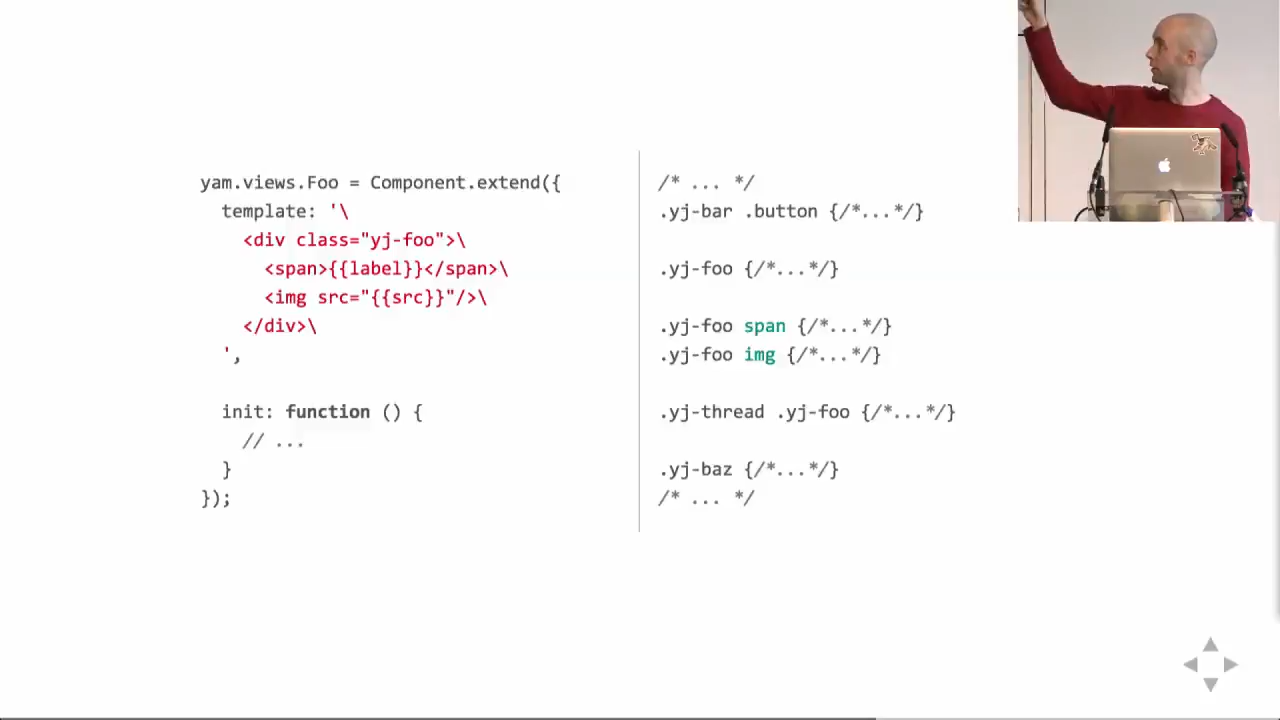 yam.views.Foo = Component.extend({
template: '\
<div class="yj-foo">\
<span>{{label}}</span>\
<img src="{{src}}"/>\
</div>\
',
init: function () {
// ...
}
});
/* ... */
.yj-bar .button {/*...*/}
.yj-foo {/*...*/}
.yj-foo span {/*...*/}
.yj-foo img {/*...*/}
.yj-thread .yj-foo {/*...*/}
.yj-baz {/*...*/}
/* ... */